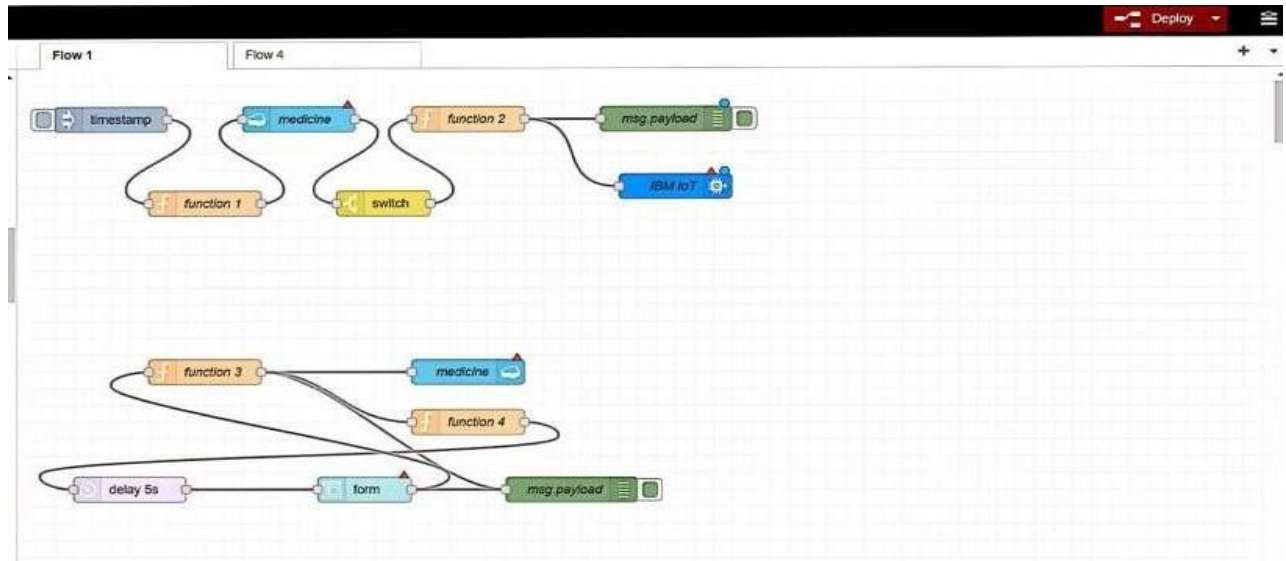 Deploy
Flow 1
Flow 4
timestamp
medicine
function 2
msg.payload
IBM IoT
function 1
switch
function 3
medicine
function 4
delay 5s
form
msg.payload